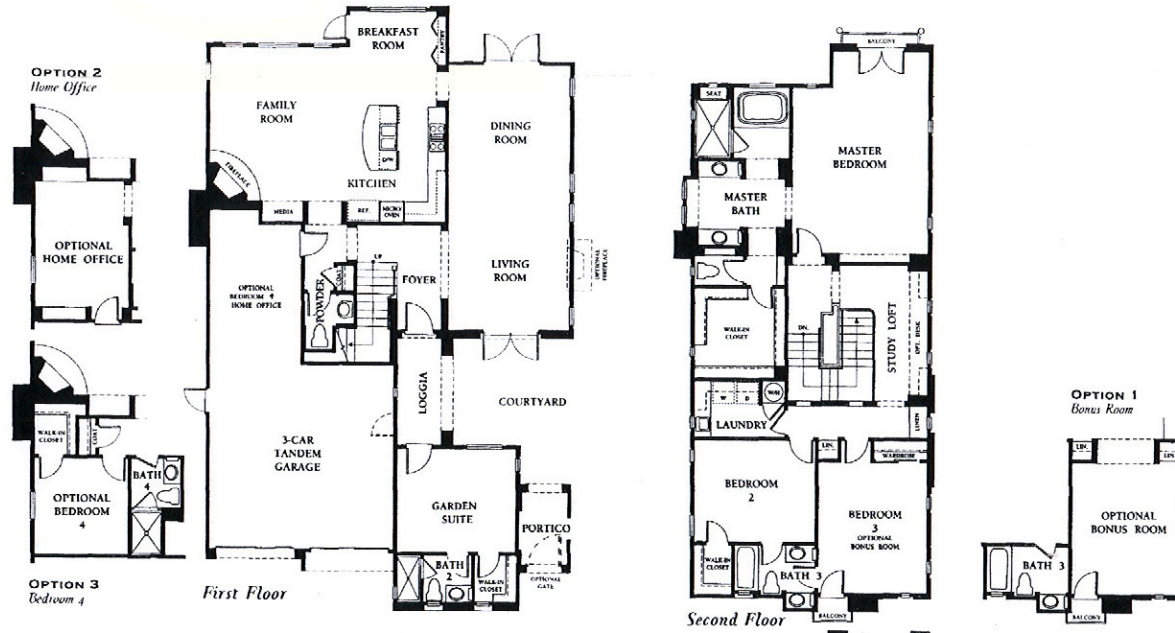 OPTION 2
Home Office
OPTIONAL
HOME OFFICE
WALK-IN
CLOSET
COAT
BATH
4
OPTIONAL
BEDROOM
4
OPTION 3
Bedroom 4
BREAKFAST
ROOM
PANTRY
FAMILY
ROOM
D/W
KITCHEN
FIREPLACE
MEDIA
REF.
MICRO
OVEN
DINING
ROOM
LIVING
ROOM
OPTIONAL
FIREPLACE
OPTIONAL
BEDROOM 4
HOME OFFICE
POWDER
COAT
UP
FOYER
LOGGIA
COURTYARD
3-CAR
TANDEM
GARAGE
GARDEN
SUITE
PORTICO
OPTIONAL
GATE
BATH
2
WALK-IN
CLOSET
First Floor
BALCONY
SEAT
MASTER
BEDROOM
MASTER
BATH
WALK-IN
CLOSET
DN.
STUDY LOFT
OPT. DESK
W
D
WH
LAUNDRY
LINEN
LIN.
WARDROBE
BEDROOM
2
BEDROOM
3
OPTIONAL
BONUS ROOM
WALK-IN
CLOSET
BATH 3
BALCONY
Second Floor
OPTION 1
Bonus Room
LIN.
LIN.
OPTIONAL
BONUS ROOM
BATH 3
BALCONY